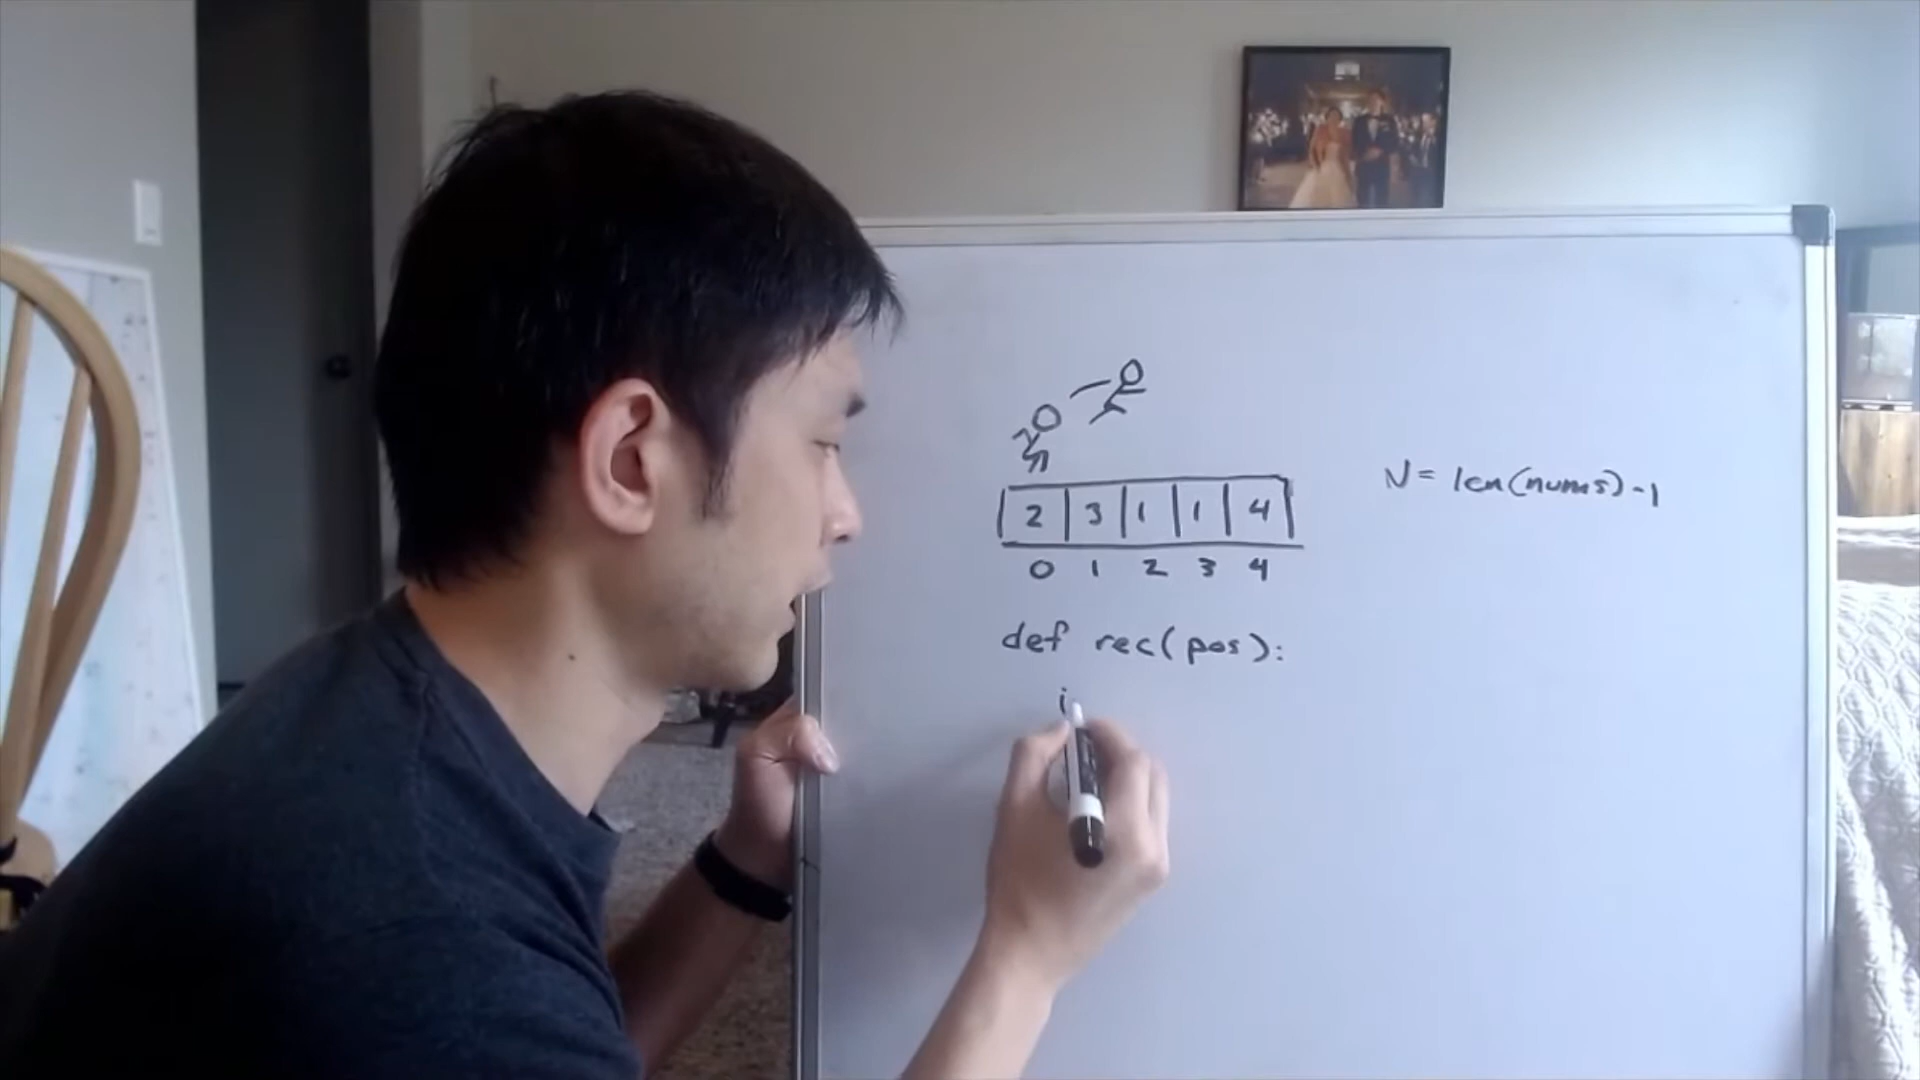 2 3 1 1 4
N = len(nums)-1
0 1 2 3 4
def rec(pos):
i